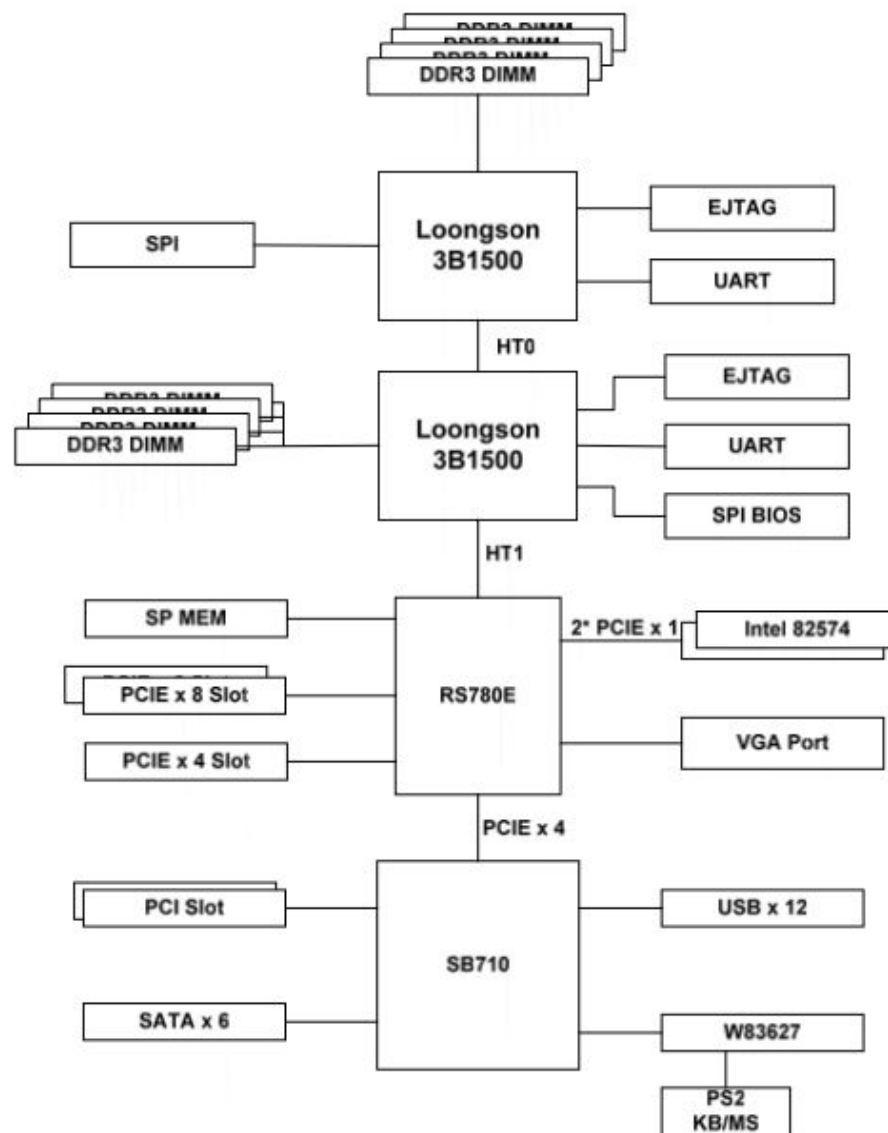 DDR3 DIMM
DDR3 DIMM
DDR3 DIMM
DDR3 DIMM
Loongson
3B1500
EJTAG
SPI
UART
HT0
EJTAG
DDR3 DIMM
DDR3 DIMM
DDR3 DIMM
DDR3 DIMM
Loongson
3B1500
UART
SPI BIOS
HT1
SP MEM
2* PCIE x 1
Intel 82574
PCIE x 8 Slot
RS780E
VGA Port
PCIE x 4 Slot
PCIE x 4
PCI Slot
USB x 12
SB710
SATA x 6
W83627
PS2
KB/MS